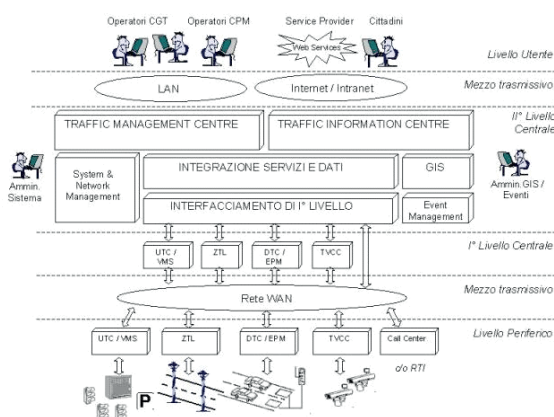 Operatori CGT
Operatori CPM
Service Provider
Cittadini
Web Services
Livello Utente
LAN
Internet / Intranet
Mezzo trasmissivo
TRAFFIC MANAGEMENT CENTRE
TRAFFIC INFORMATION CENTRE
II° Livello
Centrale
System &
Network
Management
INTEGRAZIONE SERVIZI E DATI
GIS
Ammin.
Sistema
Ammin.GIS /
Eventi
INTERFACCIAMENTO DI I° LIVELLO
Event
Management
UTC /
VMS
ZTL
DTC /
EPM
TVCC
I° Livello Centrale
Rete WAN
Mezzo trasmissivo
Livello Periferico
UTC / VMS
ZTL
DTC / EPM
TVCC
Call Center
c/o RTI
P